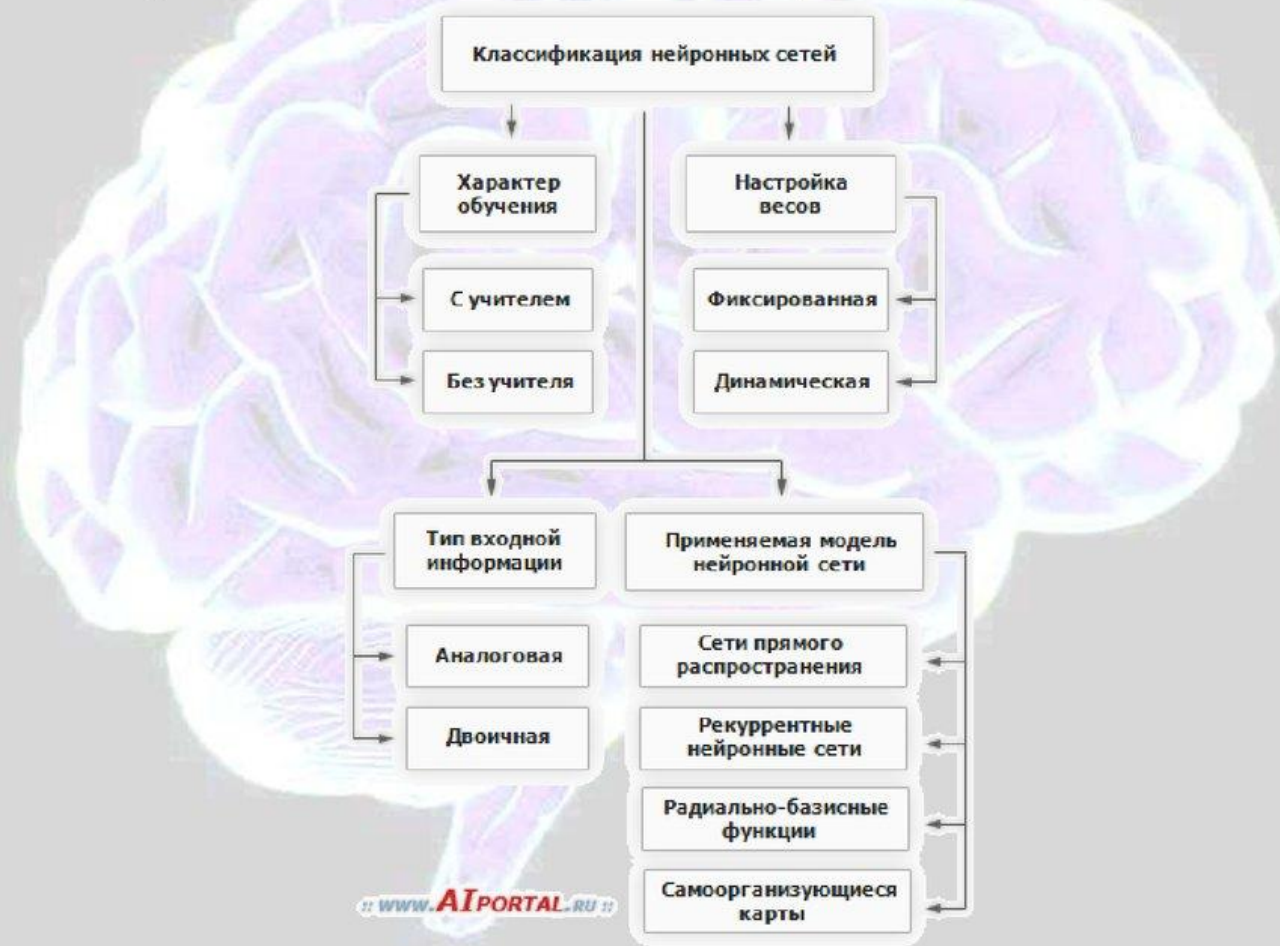 Классификация нейронных сетей
Характер
обучения
С учителем
Без учителя
Настройка
весов
Фиксированная
Динамическая
Тип входной
информации
Аналоговая
Двоичная
Применяемая модель
нейронной сети
Сети прямого
распространения
Рекуррентные
нейронные сети
Радиально-базисные
функции
Самоорганизующиеся
карты
:: www.AIPORTAL.RU ::